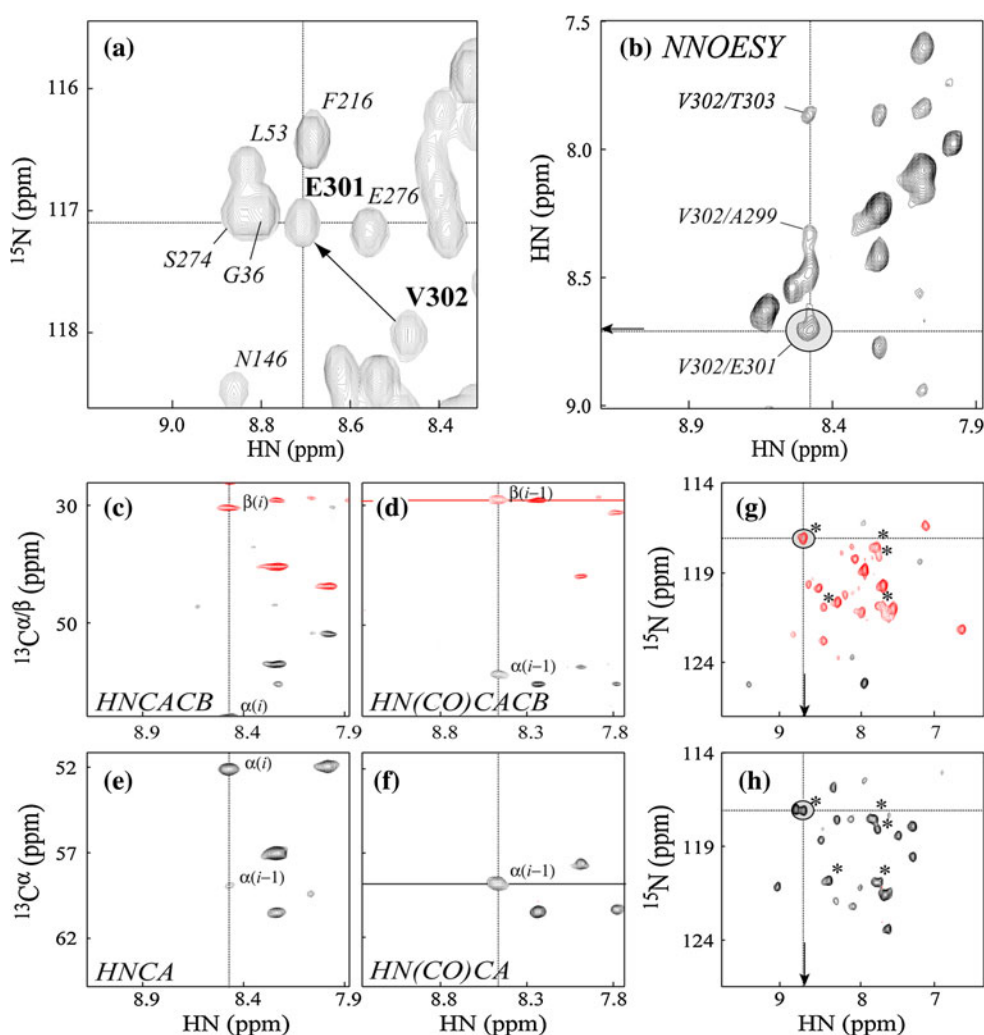 (a)
116
117
118
¹⁵N (ppm)
F216
L53
E301
E276
S274
G36
V302
N146
9.0 8.8 8.6 8.4
HN (ppm)
(b) NNOESY
7.5
8.0
8.5
9.0
HN (ppm)
V302/T303
V302/A299
V302/E301
8.9 8.4 7.9
HN (ppm)
(c)
30
50
¹³Cα/β (ppm)
β(i)
α(i)
HNCACB
8.9 8.4 7.9
(d)
β(i−1)
α(i−1)
HN(CO)CACB
8.8 8.3 7.8
(g)
114
119
124
¹⁵N (ppm)
*
*
*
*
*
9 8 7
(e)
52
57
62
¹³Cα (ppm)
α(i)
α(i−1)
HNCA
8.9 8.4 7.9
HN (ppm)
(f)
α(i−1)
HN(CO)CA
8.8 8.3 7.8
HN (ppm)
(h)
114
119
124
¹⁵N (ppm)
*
*
*
*
*
9 8 7
HN (ppm)